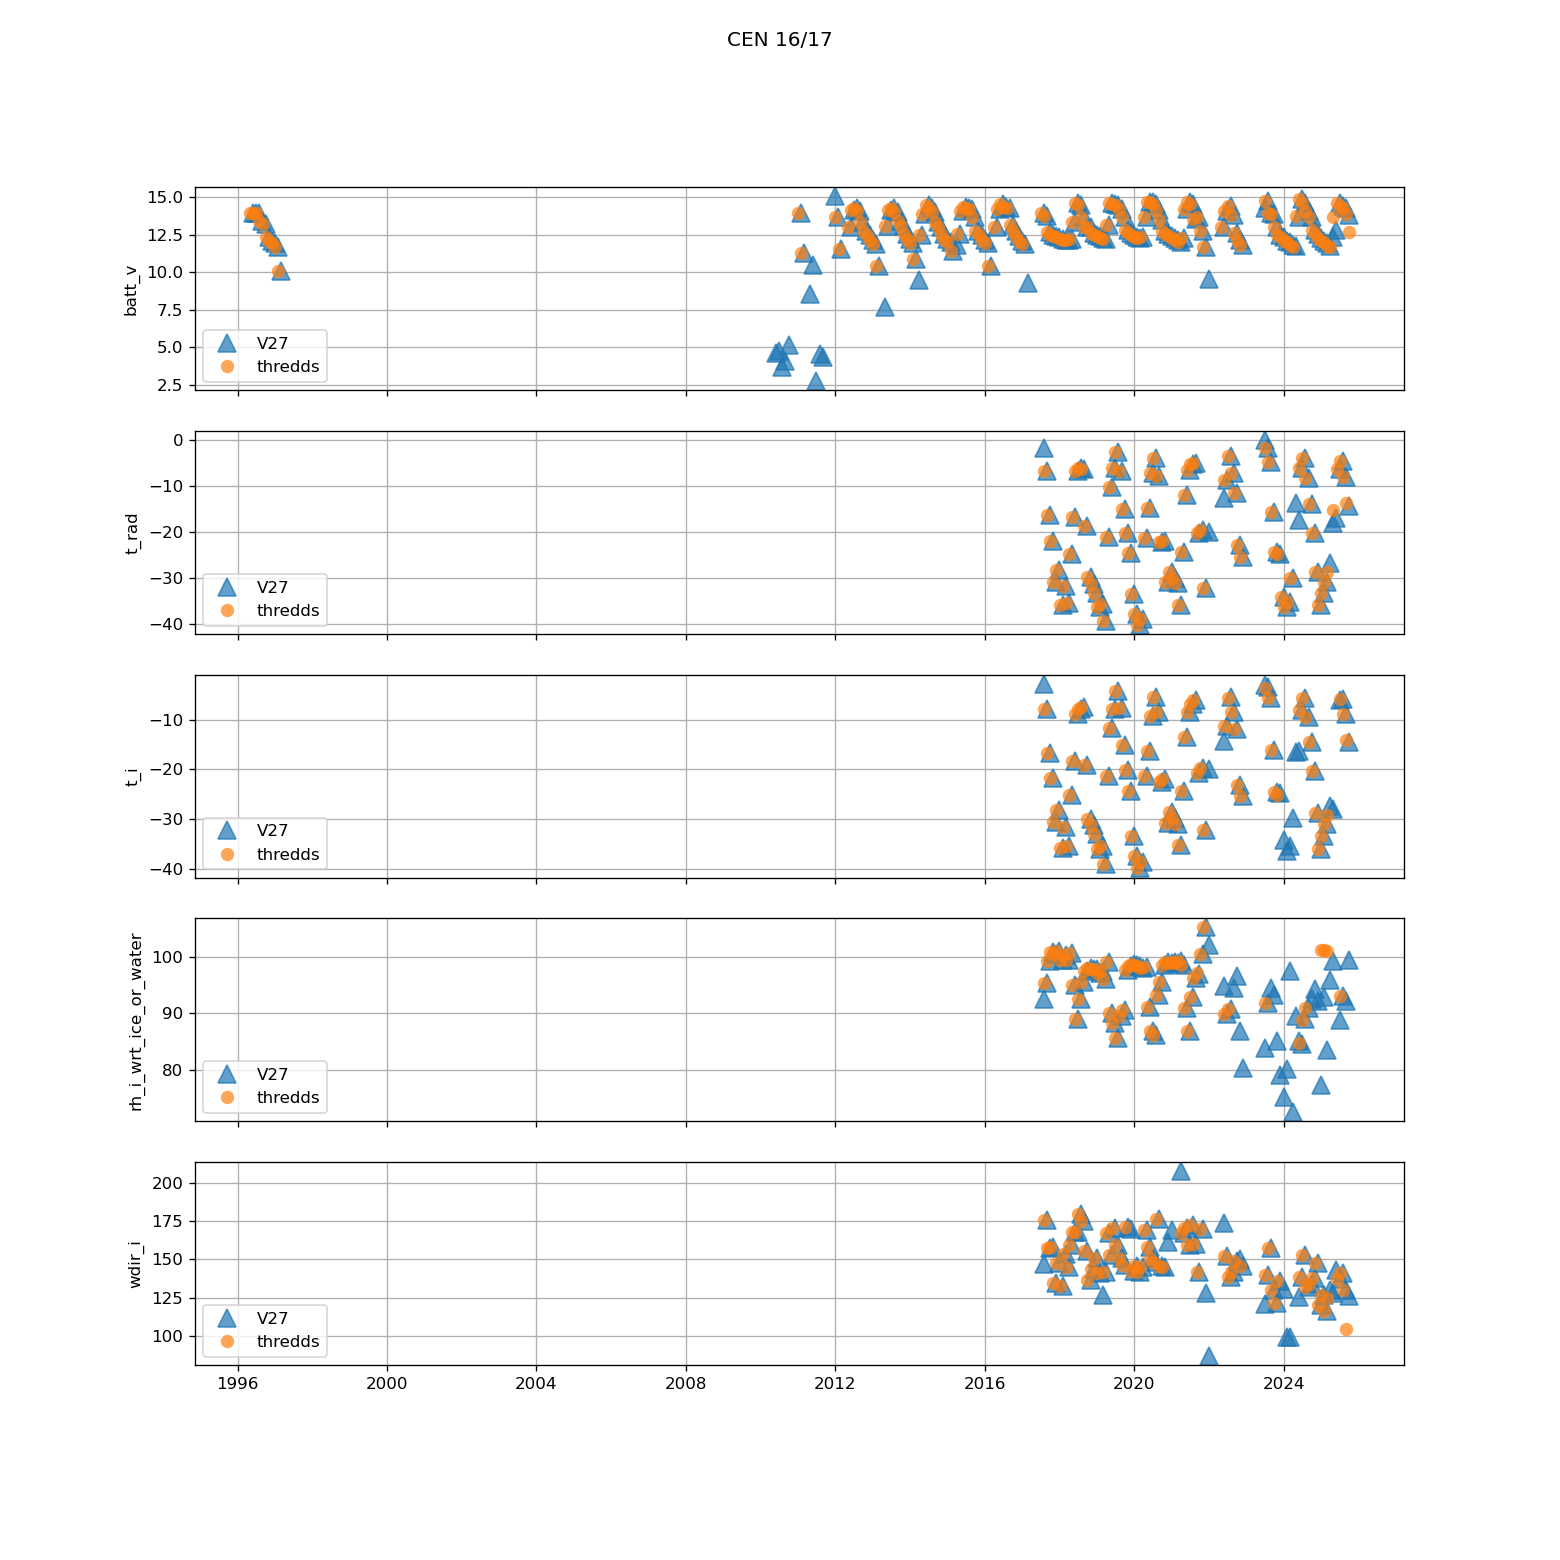 CEN 16/17
15.0
12.5
10.0
7.5
5.0
2.5
batt_v
V27
thredds
0
−10
−20
−30
−40
t_rad
V27
thredds
−10
−20
−30
−40
t_i
V27
thredds
100
90
80
rh_i_wrt_ice_or_water
V27
thredds
200
175
150
125
100
wdir_i
V27
thredds
1996 2000 2004 2008 2012 2016 2020 2024